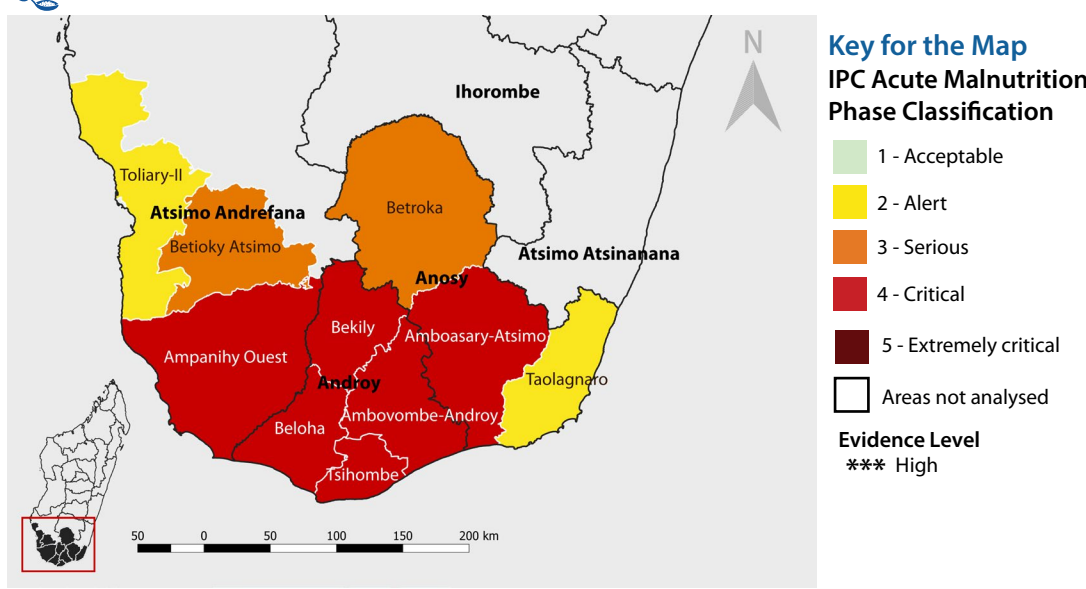 N
Ihorombe
Toliary-II
Atsimo Andrefana
Betroka
Betioky Atsimo
Atsimo Atsinanana
Anosy
Bekily
Amboasary-Atsimo
Ampanihy Ouest
Androy
Taolagnaro
Ambovombe-Androy
Beloha
Tsihombe
50 0 50 100 150 200 km
Key for the Map
IPC Acute Malnutrition
Phase Classification
1 - Acceptable
2 - Alert
3 - Serious
4 - Critical
5 - Extremely critical
Areas not analysed
Evidence Level
*** High